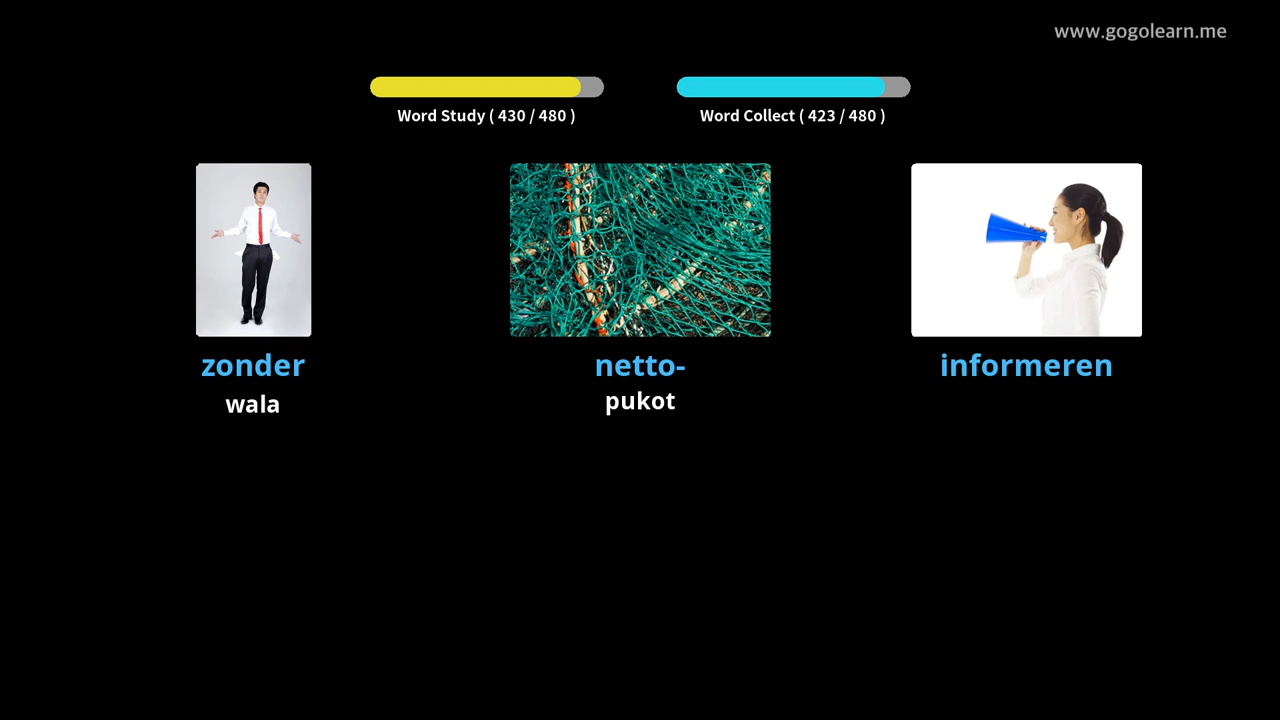 www.gogolearn.me
Word Study ( 430 / 480 )
Word Collect ( 423 / 480 )
zonder
netto-
informeren
wala
pukot